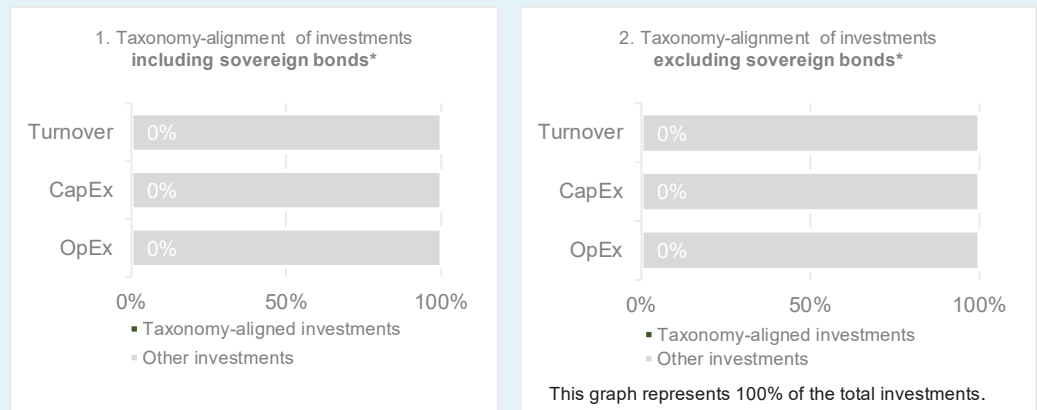 1. Taxonomy-alignment of investments
including sovereign bonds*
Turnover 0%
CapEx 0%
OpEx 0%
0% 50% 100%
Taxonomy-aligned investments
Other investments
2. Taxonomy-alignment of investments
excluding sovereign bonds*
Turnover 0%
CapEx 0%
OpEx 0%
0% 50% 100%
Taxonomy-aligned investments
Other investments
This graph represents 100% of the total investments.